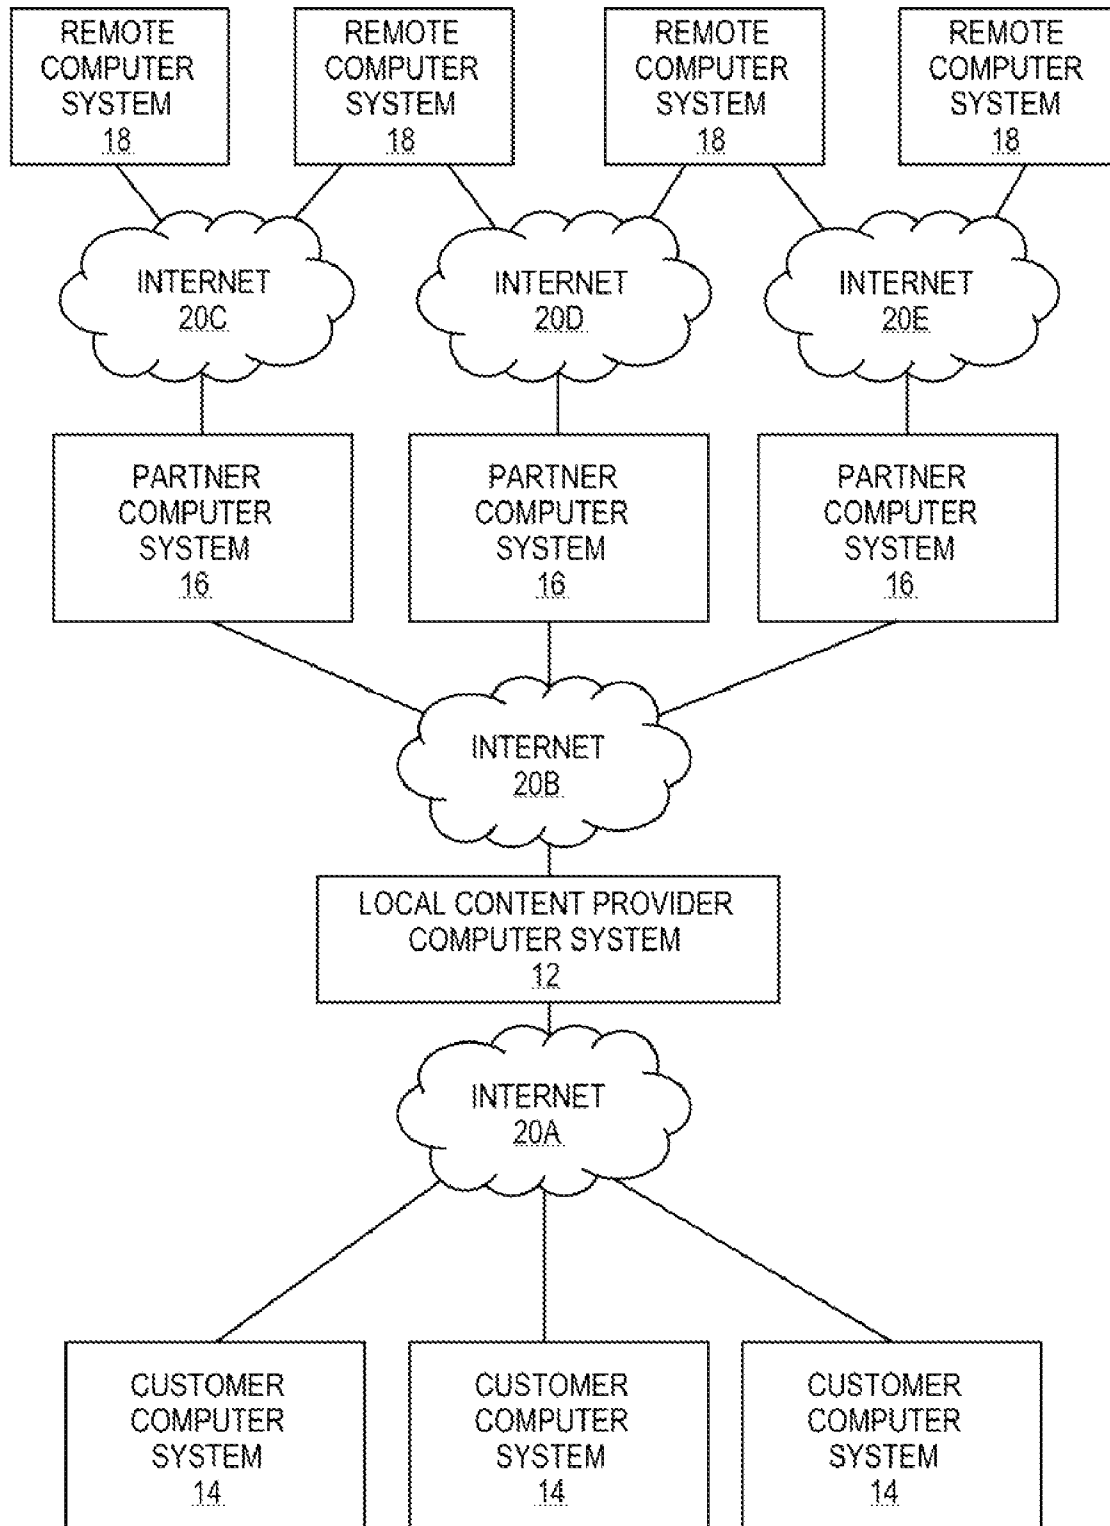 REMOTE
COMPUTER
SYSTEM
18
REMOTE
COMPUTER
SYSTEM
18
REMOTE
COMPUTER
SYSTEM
18
REMOTE
COMPUTER
SYSTEM
18
INTERNET
20C
INTERNET
20D
INTERNET
20E
PARTNER
COMPUTER
SYSTEM
16
PARTNER
COMPUTER
SYSTEM
16
PARTNER
COMPUTER
SYSTEM
16
INTERNET
20B
LOCAL CONTENT PROVIDER
COMPUTER SYSTEM
12
INTERNET
20A
CUSTOMER
COMPUTER
SYSTEM
14
CUSTOMER
COMPUTER
SYSTEM
14
CUSTOMER
COMPUTER
SYSTEM
14